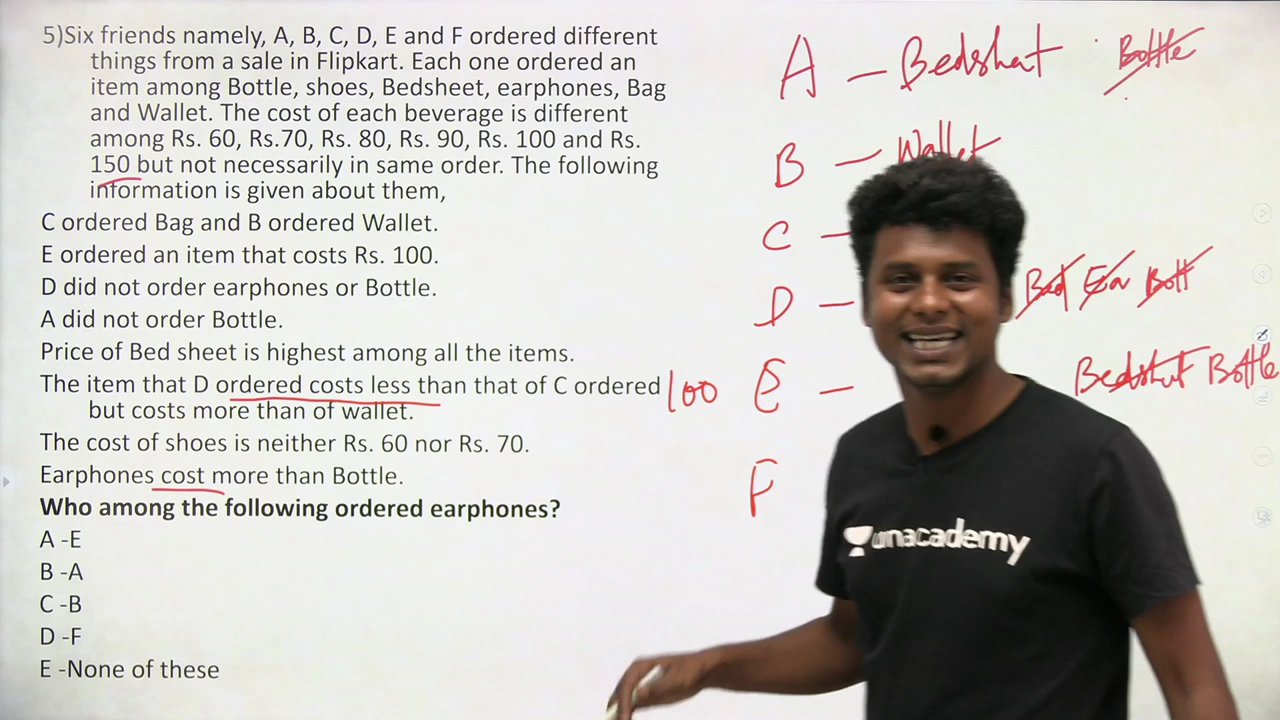 5)Six friends namely, A, B, C, D, E and F ordered different
things from a sale in Flipkart. Each one ordered an
item among Bottle, shoes, Bedsheet, earphones, Bag
and Wallet. The cost of each beverage is different
among Rs. 60, Rs.70, Rs. 80, Rs. 90, Rs. 100 and Rs.
150 but not necessarily in same order. The following
information is given about them,
C ordered Bag and B ordered Wallet.
E ordered an item that costs Rs. 100.
D did not order earphones or Bottle.
A did not order Bottle.
Price of Bed sheet is highest among all the items.
The item that D ordered costs less than that of C ordered
but costs more than of wallet.
The cost of shoes is neither Rs. 60 nor Rs. 70.
Earphones cost more than Bottle.
Who among the following ordered earphones?
A -E
B -A
C -B
D -F
E -None of these
A – Bedshat Bottle
B – Wallet
C –
D – Bed Ear Bott
100 E – Bedshat Bottle
F
unacademy